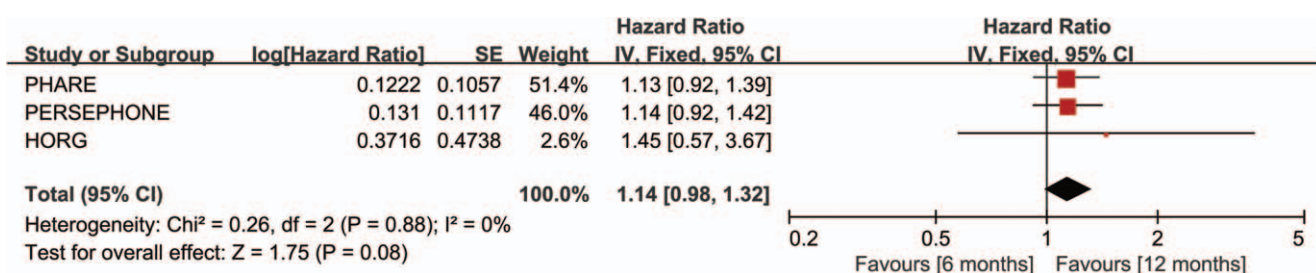 Hazard Ratio Hazard Ratio
Study or Subgroup log[Hazard Ratio] SE Weight IV, Fixed, 95% CI IV, Fixed, 95% CI
PHARE 0.1222 0.1057 51.4% 1.13 [0.92, 1.39]
PERSEPHONE 0.131 0.1117 46.0% 1.14 [0.92, 1.42]
HORG 0.3716 0.4738 2.6% 1.45 [0.57, 3.67]
Total (95% CI) 100.0% 1.14 [0.98, 1.32]
Heterogeneity: Chi² = 0.26, df = 2 (P = 0.88); I² = 0%
Test for overall effect: Z = 1.75 (P = 0.08)
0.2 0.5 1 2 5
Favours [6 months] Favours [12 months]